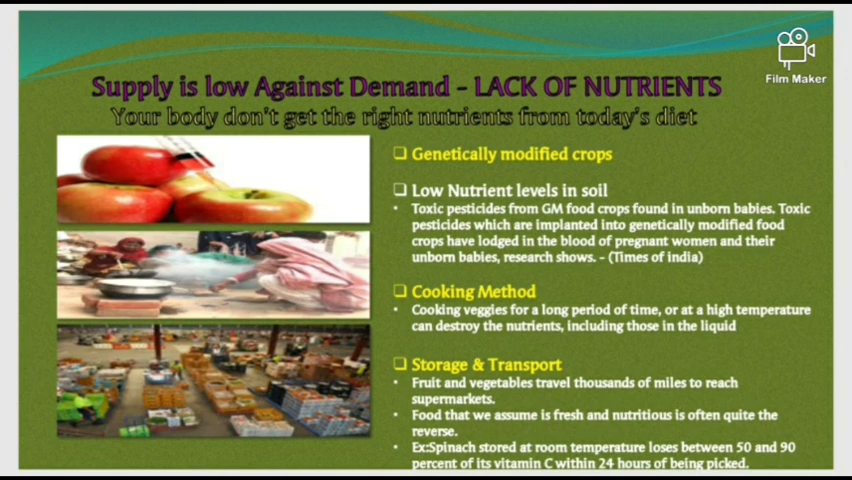 Film Maker
Supply is low Against Demand - LACK OF NUTRIENTS
Your body don't get the right nutrients from today's diet
❑ Genetically modified crops
❑ Low Nutrient levels in soil
• Toxic pesticides from GM food crops found in unborn babies. Toxic
pesticides which are implanted into genetically modified food
crops have lodged in the blood of pregnant women and their
unborn babies, research shows. - (Times of india)
❑ Cooking Method
• Cooking veggies for a long period of time, or at a high temperature
can destroy the nutrients, including those in the liquid
❑ Storage & Transport
• Fruit and vegetables travel thousands of miles to reach
supermarkets.
• Food that we assume is fresh and nutritious is often quite the
reverse.
• Ex:Spinach stored at room temperature loses between 50 and 90
percent of its vitamin C within 24 hours of being picked.